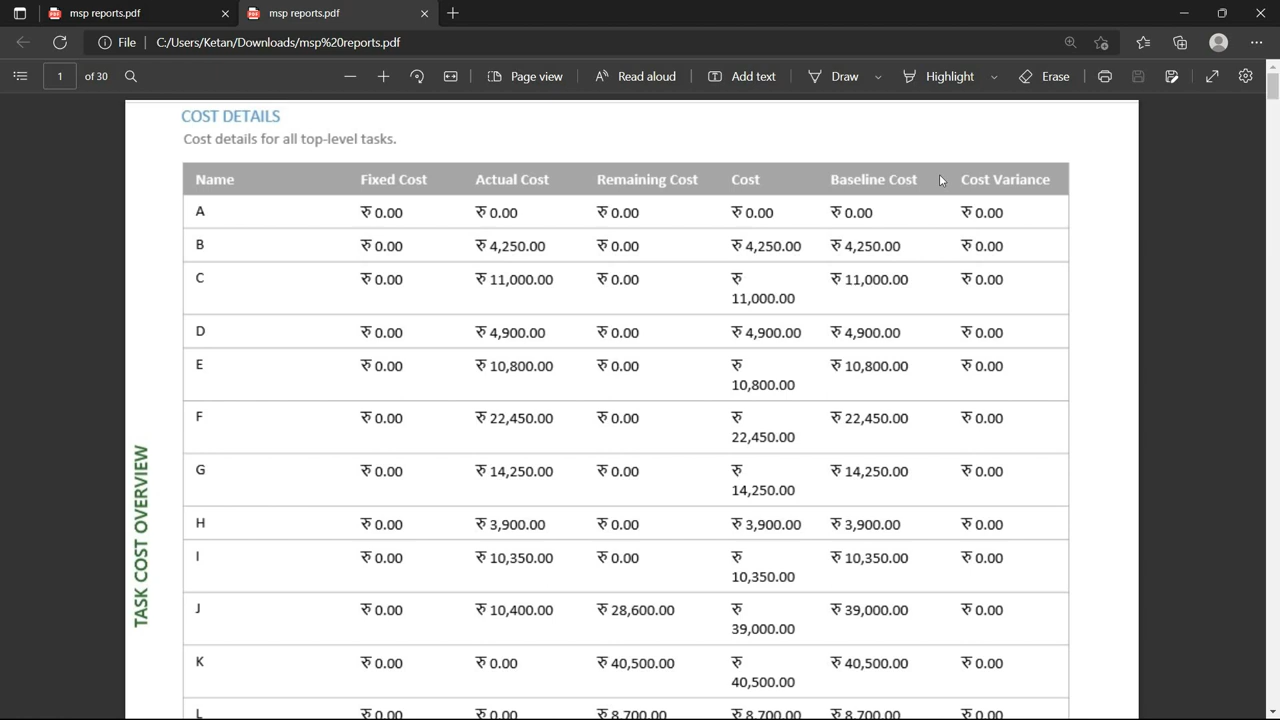 msp reports.pdf
msp reports.pdf
File C:/Users/Ketan/Downloads/msp%20reports.pdf
1 of 30 Page view Read aloud Add text Draw Highlight Erase
COST DETAILS
Cost details for all top-level tasks.
Name Fixed Cost Actual Cost Remaining Cost Cost Baseline Cost Cost Variance
A रु 0.00 रु 0.00 रु 0.00 रु 0.00 रु 0.00 रु 0.00
B रु 0.00 रु 4,250.00 रु 0.00 रु 4,250.00 रु 4,250.00 रु 0.00
C रु 0.00 रु 11,000.00 रु 0.00 रु रु 11,000.00 रु 0.00
11,000.00
D रु 0.00 रु 4,900.00 रु 0.00 रु 4,900.00 रु 4,900.00 रु 0.00
E रु 0.00 रु 10,800.00 रु 0.00 रु रु 10,800.00 रु 0.00
10,800.00
F रु 0.00 रु 22,450.00 रु 0.00 रु रु 22,450.00 रु 0.00
22,450.00
G रु 0.00 रु 14,250.00 रु 0.00 रु रु 14,250.00 रु 0.00
14,250.00
H रु 0.00 रु 3,900.00 रु 0.00 रु 3,900.00 रु 3,900.00 रु 0.00
I रु 0.00 रु 10,350.00 रु 0.00 रु रु 10,350.00 रु 0.00
10,350.00
J रु 0.00 रु 10,400.00 रु 28,600.00 रु रु 39,000.00 रु 0.00
39,000.00
K रु 0.00 रु 0.00 रु 40,500.00 रु रु 40,500.00 रु 0.00
40,500.00
L रु 0.00 रु 0.00 रु 8,700.00 रु 8,700.00 रु 8,700.00 रु 0.00
TASK COST OVERVIEW